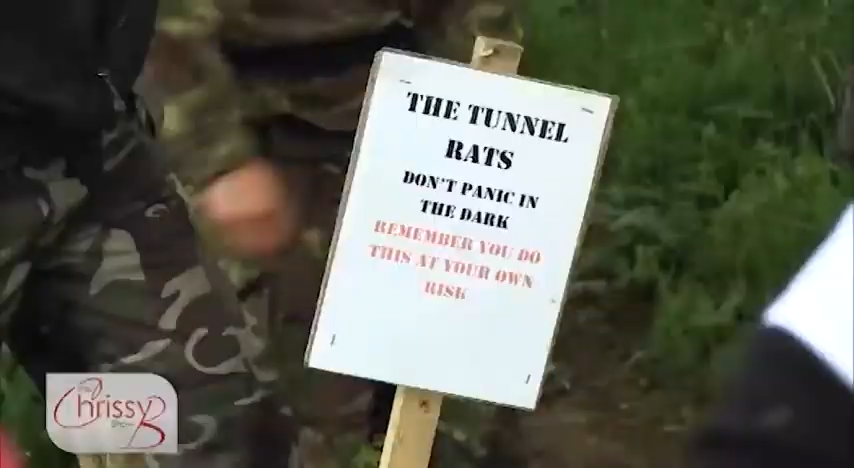 THE TUNNEL
RATS
DON'T PANIC IN
THE DARK
REMEMBER YOU DO
THIS AT YOUR OWN
RISK
the
Chrissy B
SHOW